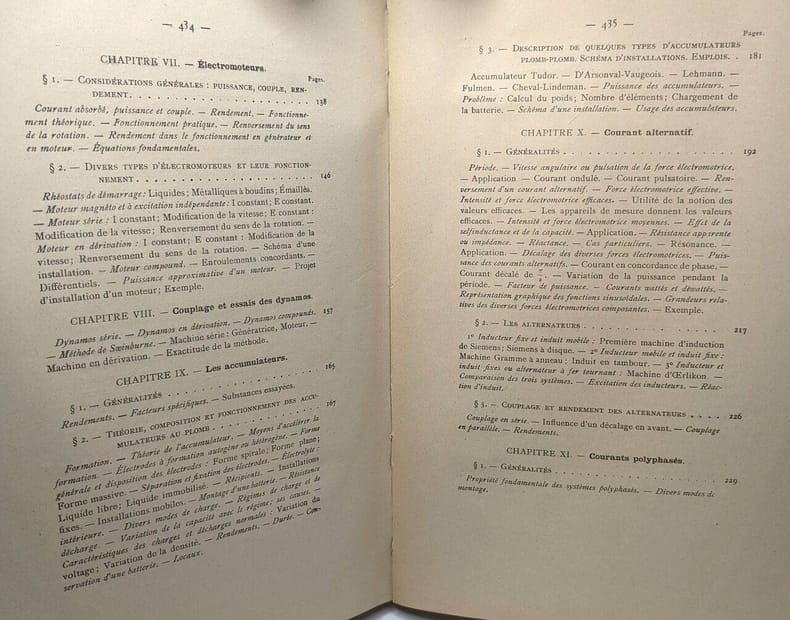 — 434 —
CHAPITRE VII. — Électromoteurs.
Pages.
§ 1. — Considérations générales : puissance, couple, ren-
dement. . . . . . . . . . . . . . . . . . . . 138
Courant absorbé, puissance et couple. — Rendement. — Fonctionne-
ment théorique. — Fonctionnement pratique. — Renversement du sens
de la rotation. — Rendement dans le fonctionnement en générateur et
en moteur. — Équations fondamentales.
§ 2. — Divers types d'électromoteurs et leur fonction-
nement . . . . . . . . . . . . . . . . . . . . 146
Rhéostats de démarrage : Liquides ; Métalliques à boudins ; Émaillés.
— Moteur magnéto et à excitation indépendante : I constant ; E constant.
— Moteur série : I constant ; Modification de la vitesse ; E constant :
Modification de la vitesse ; Renversement du sens de la rotation. —
Moteur en dérivation : I constant ; E constant : Modification de la
vitesse ; Renversement du sens de la rotation. — Schéma d'une
installation. — Moteur compound. — Enroulements concordants. —
Différentiels. — Puissance approximative d'un moteur. — Projet
d'installation d'un moteur ; Exemple.
CHAPITRE VIII. — Couplage et essais des dynamos.
Dynamos série. — Dynamos en dérivation. — Dynamos compounds. 157
— Méthode de Swinburne. — Machine série : Génératrice, Moteur. —
Machine en dérivation. — Exactitude de la méthode.
CHAPITRE IX. — Les accumulateurs.
§ 1. — Généralités . . . . . . . . . . . . . . . . 165
Rendements. — Facteurs spécifiques. — Substances essayées.
§ 2. — Théorie, composition et fonctionnement des accu-
mulateurs au plomb . . . . . . . . . . . . . . 167
Formation. — Théorie de l'accumulateur. — Moyens d'accélérer la
formation. — Électrodes à formation autogène ou hétérogène. — Forme
générale et disposition des électrodes : Forme spirale ; Forme plane ;
Forme massive. — Séparation et fixation des électrodes. — Électrolyte :
Liquide libre ; Liquide immobilisé. — Récipients. — Installations
fixes. — Installations mobiles. — Montage d'une batterie. — Résistance
intérieure. — Divers modes de charge. — Régimes de charge et de
décharge. — Variation de la capacité avec le régime ; ses causes. —
Caractéristiques des charges et décharges normales : Variation du
voltage ; Variation de la densité. — Rendements. — Durée. — Con-
servation d'une batterie. — Locaux.
— 435 —
Pages.
§ 3. — Description de quelques types d'accumulateurs
plomb-plomb. Schéma d'installations. Emplois. . 181
Accumulateur Tudor. — D'Arsonval-Vaugeois. — Lehmann. —
Fulmen. — Cheval-Lindeman. — Puissance des accumulateurs. —
Problème : Calcul du poids ; Nombre d'éléments ; Chargement de
la batterie. — Schéma d'une installation. — Usage des accumulateurs.
CHAPITRE X. — Courant alternatif.
§ 1. — Généralités . . . . . . . . . . . . . . . . 192
Période. — Vitesse angulaire ou pulsation de la force électromotrice.
— Application — Courant ondulé. — Courant pulsatoire. — Ren-
versement d'un courant alternatif. — Force électromotrice effective. —
Intensité et force électromotrice efficaces. — Utilité de la notion des
valeurs efficaces. — Les appareils de mesure donnent les valeurs
efficaces. — Intensité et force électromotrice moyennes. — Effet de la
selfinductance et de la capacité. — Application. — Résistance apparente
ou impédance. — Réactance. — Cas particuliers. — Résonance. —
Application. — Décalage des diverses forces électromotrices. — Puis-
sance des courants alternatifs. — Courant en concordance de phase. —
Courant décalé de π/2. — Variation de la puissance pendant la
période. — Facteur de puissance. — Courants wattés et déwattés. —
Représentation graphique des fonctions sinusoïdales. — Grandeurs rela-
tives des diverses forces électromotrices composantes. — Exemple.
§ 2. — Les alternateurs . . . . . . . . . . . . . . 217
1° Inducteur fixe et induit mobile : Première machine d'induction
de Siemens ; Siemens à disque. — 2° Inducteur mobile et induit fixe :
Machine Gramme à anneau ; Induit en tambour. — 3° Inducteur et
induit fixes ou alternateur à fer tournant : Machine d'Œrlikon. —
Comparaison des trois systèmes. — Excitation des inducteurs. — Réac-
tion d'induit.
§ 3. — Couplage et rendement des alternateurs . . . . 226
Couplage en série. — Influence d'un décalage en avant. — Couplage
en parallèle. — Rendements.
CHAPITRE XI. — Courants polyphasés.
§ 1. — Généralités . . . . . . . . . . . . . . . . 229
Propriété fondamentale des systèmes polyphasés. — Divers modes de
montage.